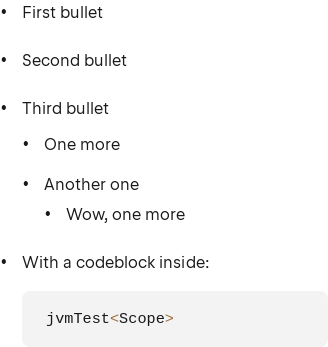 • First bullet
• Second bullet
• Third bullet
• One more
• Another one
• Wow, one more
• With a codeblock inside:
jvmTest<Scope>